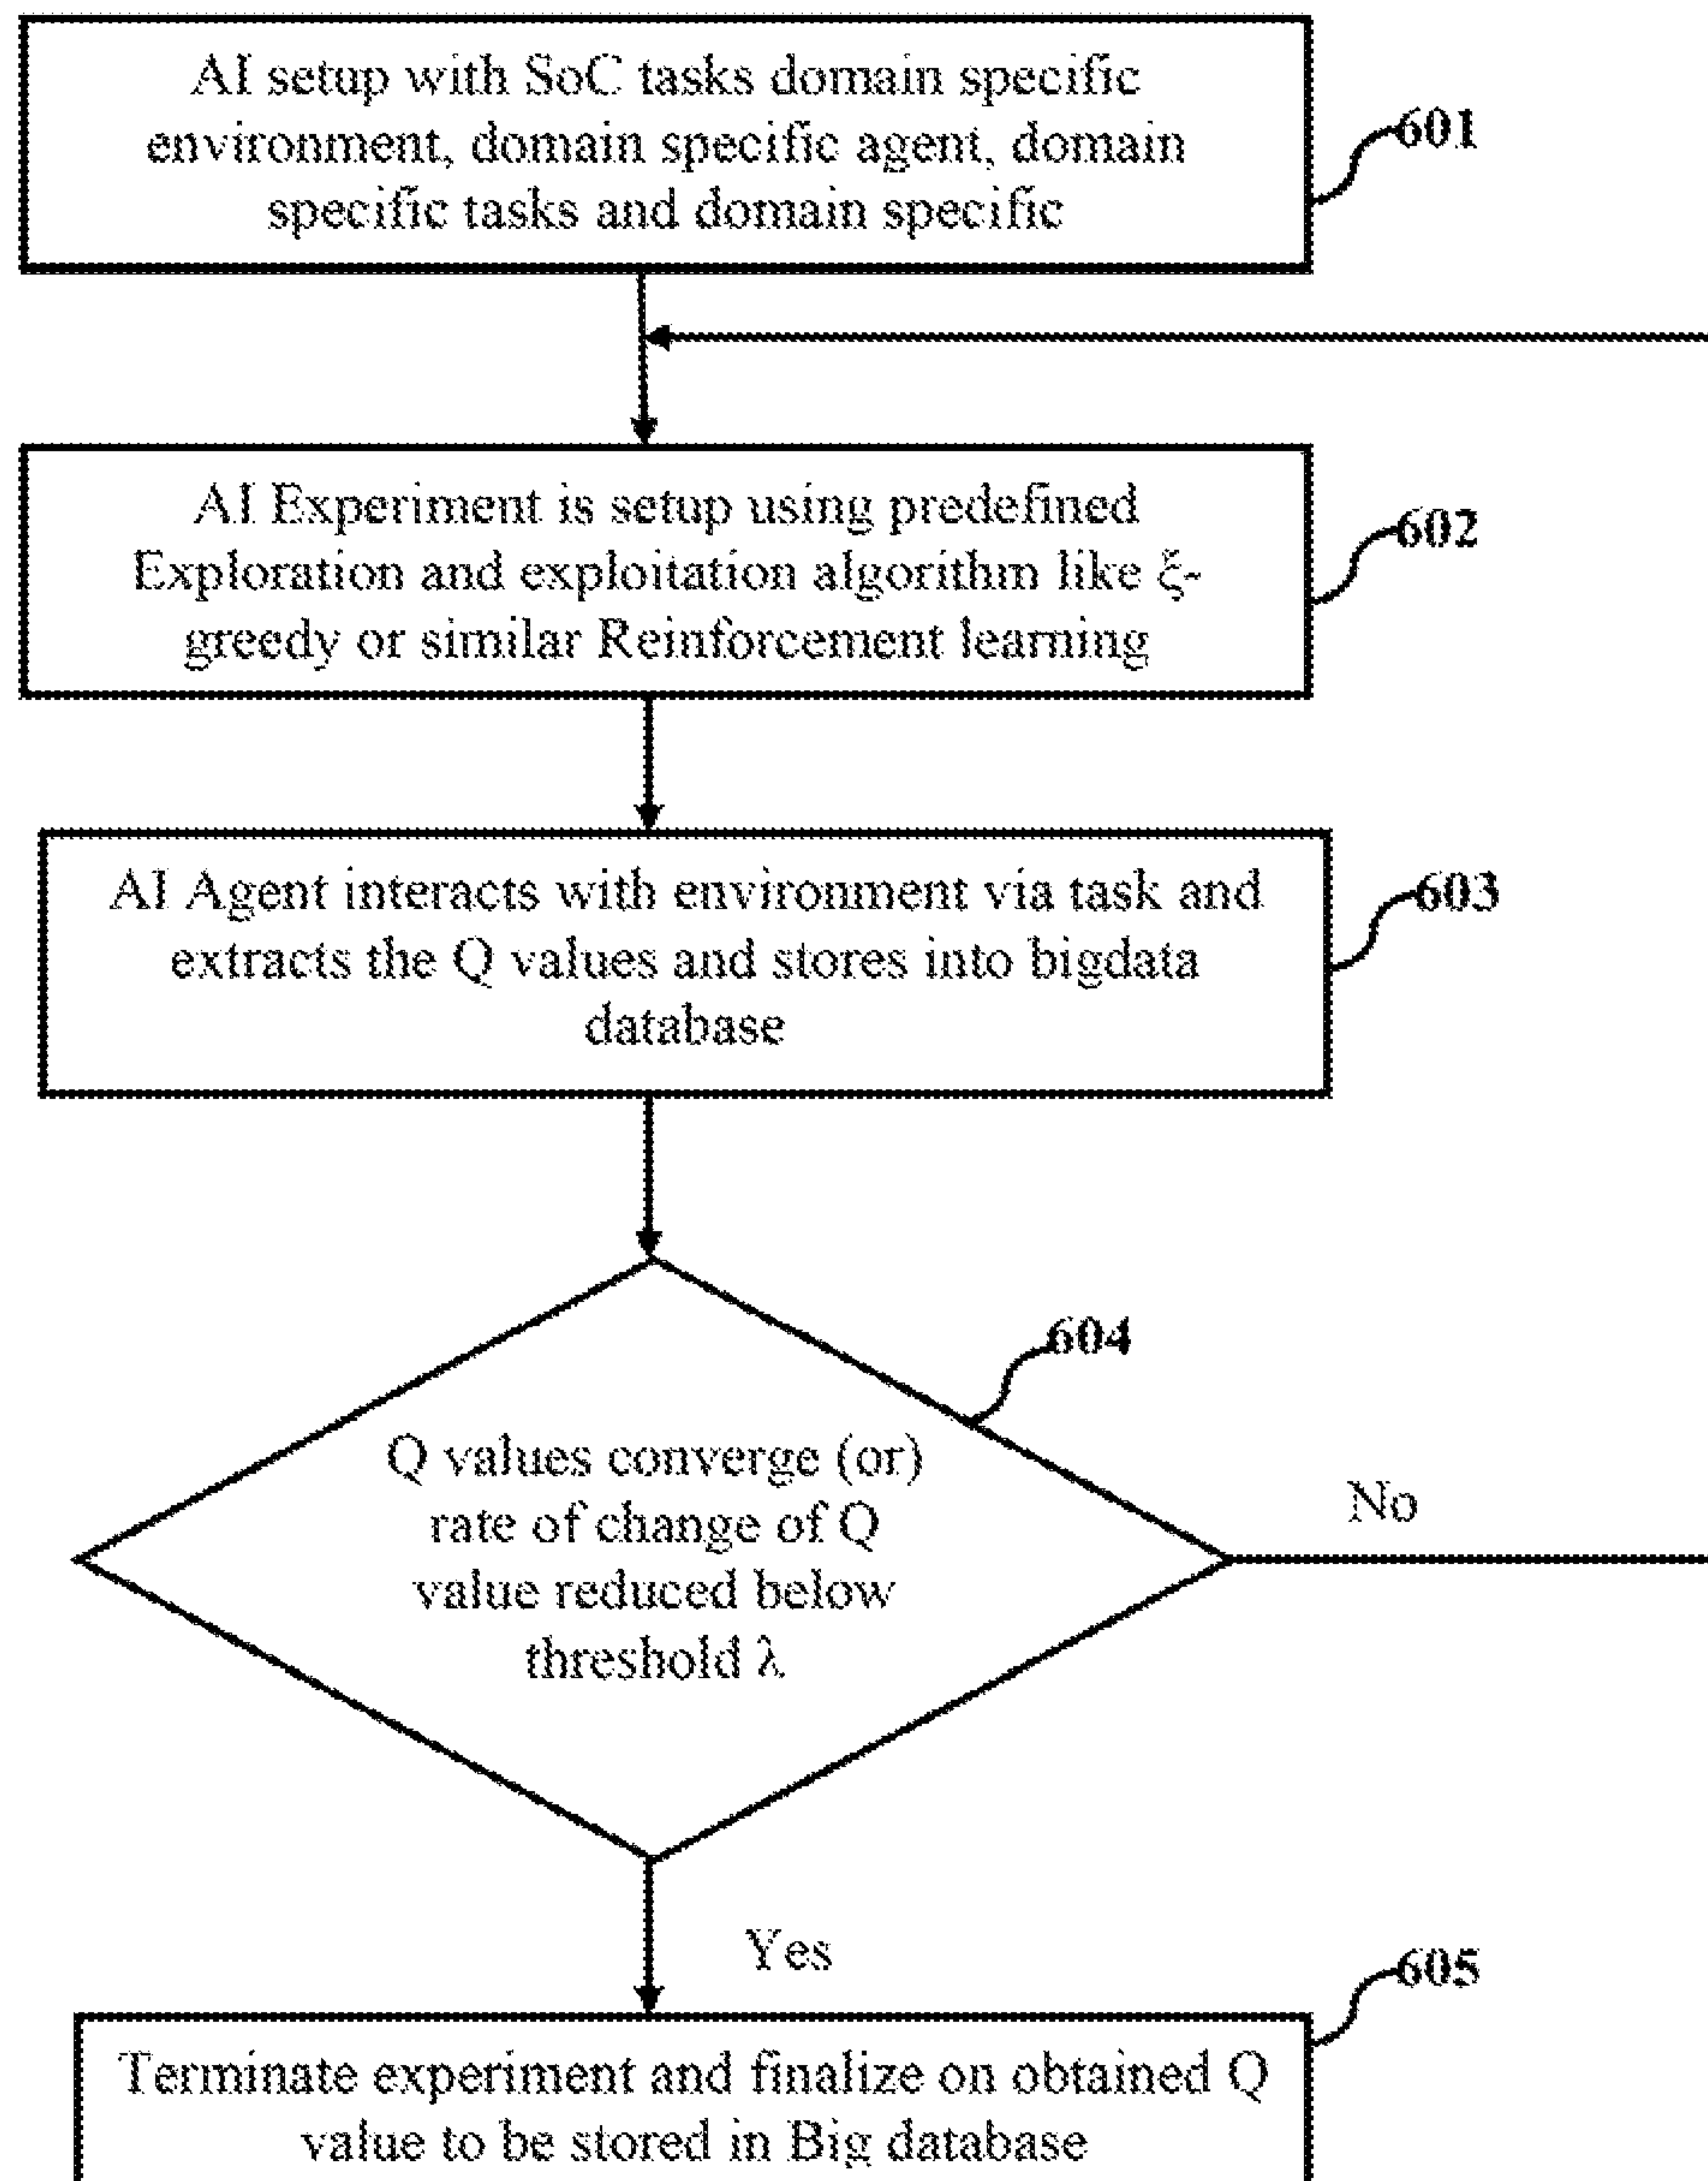 AI setup with SoC tasks domain specific
environment, domain specific agent, domain
specific tasks and domain specific
601
AI Experiment is setup using predefined
Exploration and exploitation algorithm like ξ-
greedy or similar Reinforcement learning
602
AI Agent interacts with environment via task and
extracts the Q values and stores into bigdata
database
603
604
Q values converge (or)
rate of change of Q
value reduced below
threshold λ
No
Yes
605
Terminate experiment and finalize on obtained Q
value to be stored in Big database